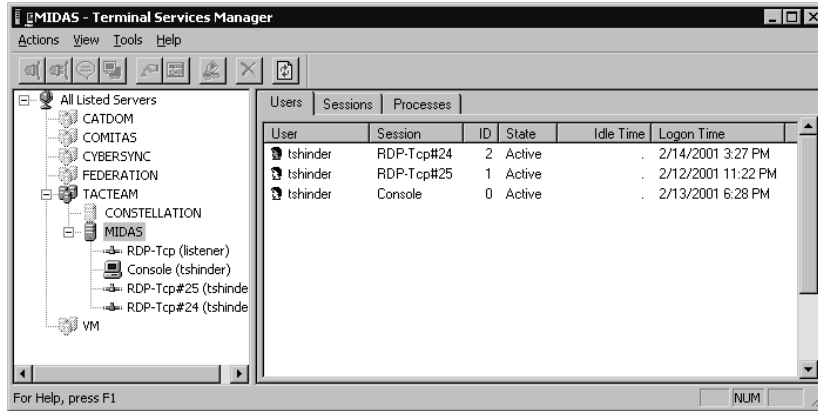 MIDAS - Terminal Services Manager
Actions View Tools Help
All Listed Servers
CATDOM
COMITAS
CYBERSYNC
FEDERATION
TACTEAM
CONSTELLATION
MIDAS
RDP-Tcp (listener)
Console (tshinder)
RDP-Tcp#25 (tshinde
RDP-Tcp#24 (tshinde
VM
Users Sessions Processes
User Session ID State Idle Time Logon Time
tshinder RDP-Tcp#24 2 Active . 2/14/2001 3:27 PM
tshinder RDP-Tcp#25 1 Active . 2/12/2001 11:22 PM
tshinder Console 0 Active . 2/13/2001 6:28 PM
For Help, press F1
NUM